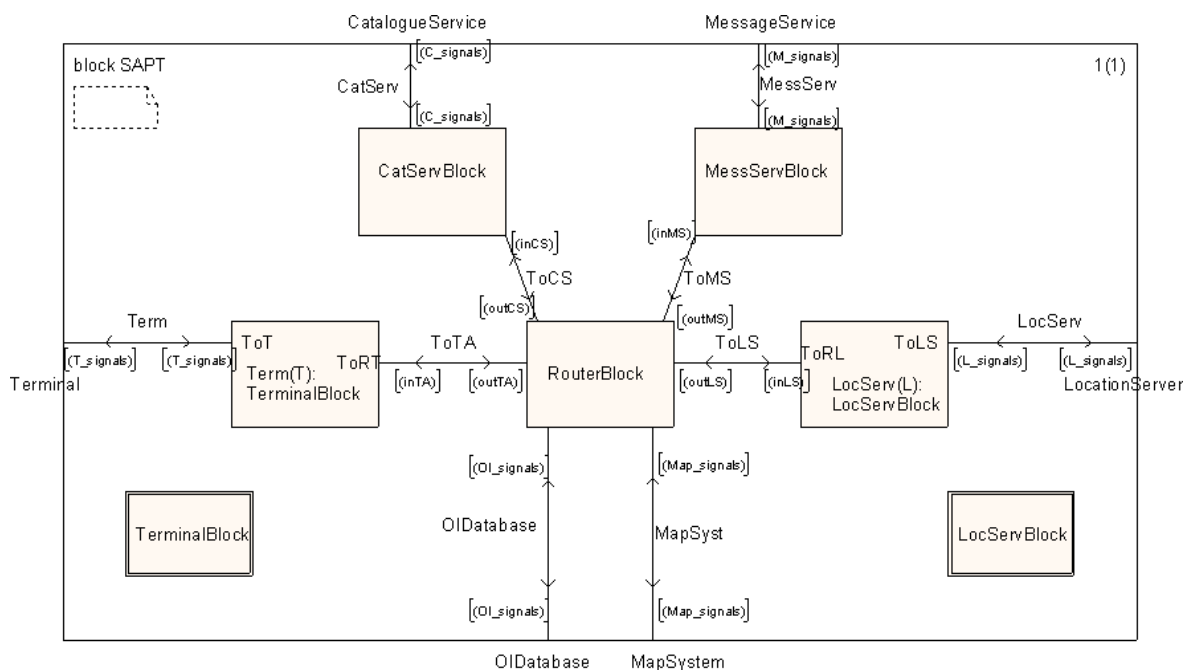 CatalogueService
MessageService
block SAPT
[(C_signals)]
[(M_signals)]
1(1)
CatServ
MessServ
[(C_signals)]
[(M_signals)]
CatServBlock
MessServBlock
[(inCS)]
[(inMS)]
ToCS
ToMS
[(outCS)]
[(outMS)]
Term
LocServ
ToT
ToTA
ToLS
ToLS
[(T_signals)]
[(T_signals)]
ToRT
ToRL
[(L_signals)]
[(L_signals)]
Terminal
Term(T):
TerminalBlock
[(inTA)]
[(outTA)]
RouterBlock
[(outLS)]
[(inLS)]
LocServ(L):
LocServBlock
LocationServer
[(OI_signals)]
[(Map_signals)]
OIDatabase
MapSyst
TerminalBlock
LocServBlock
[(OI_signals)]
[(Map_signals)]
OIDatabase
MapSystem